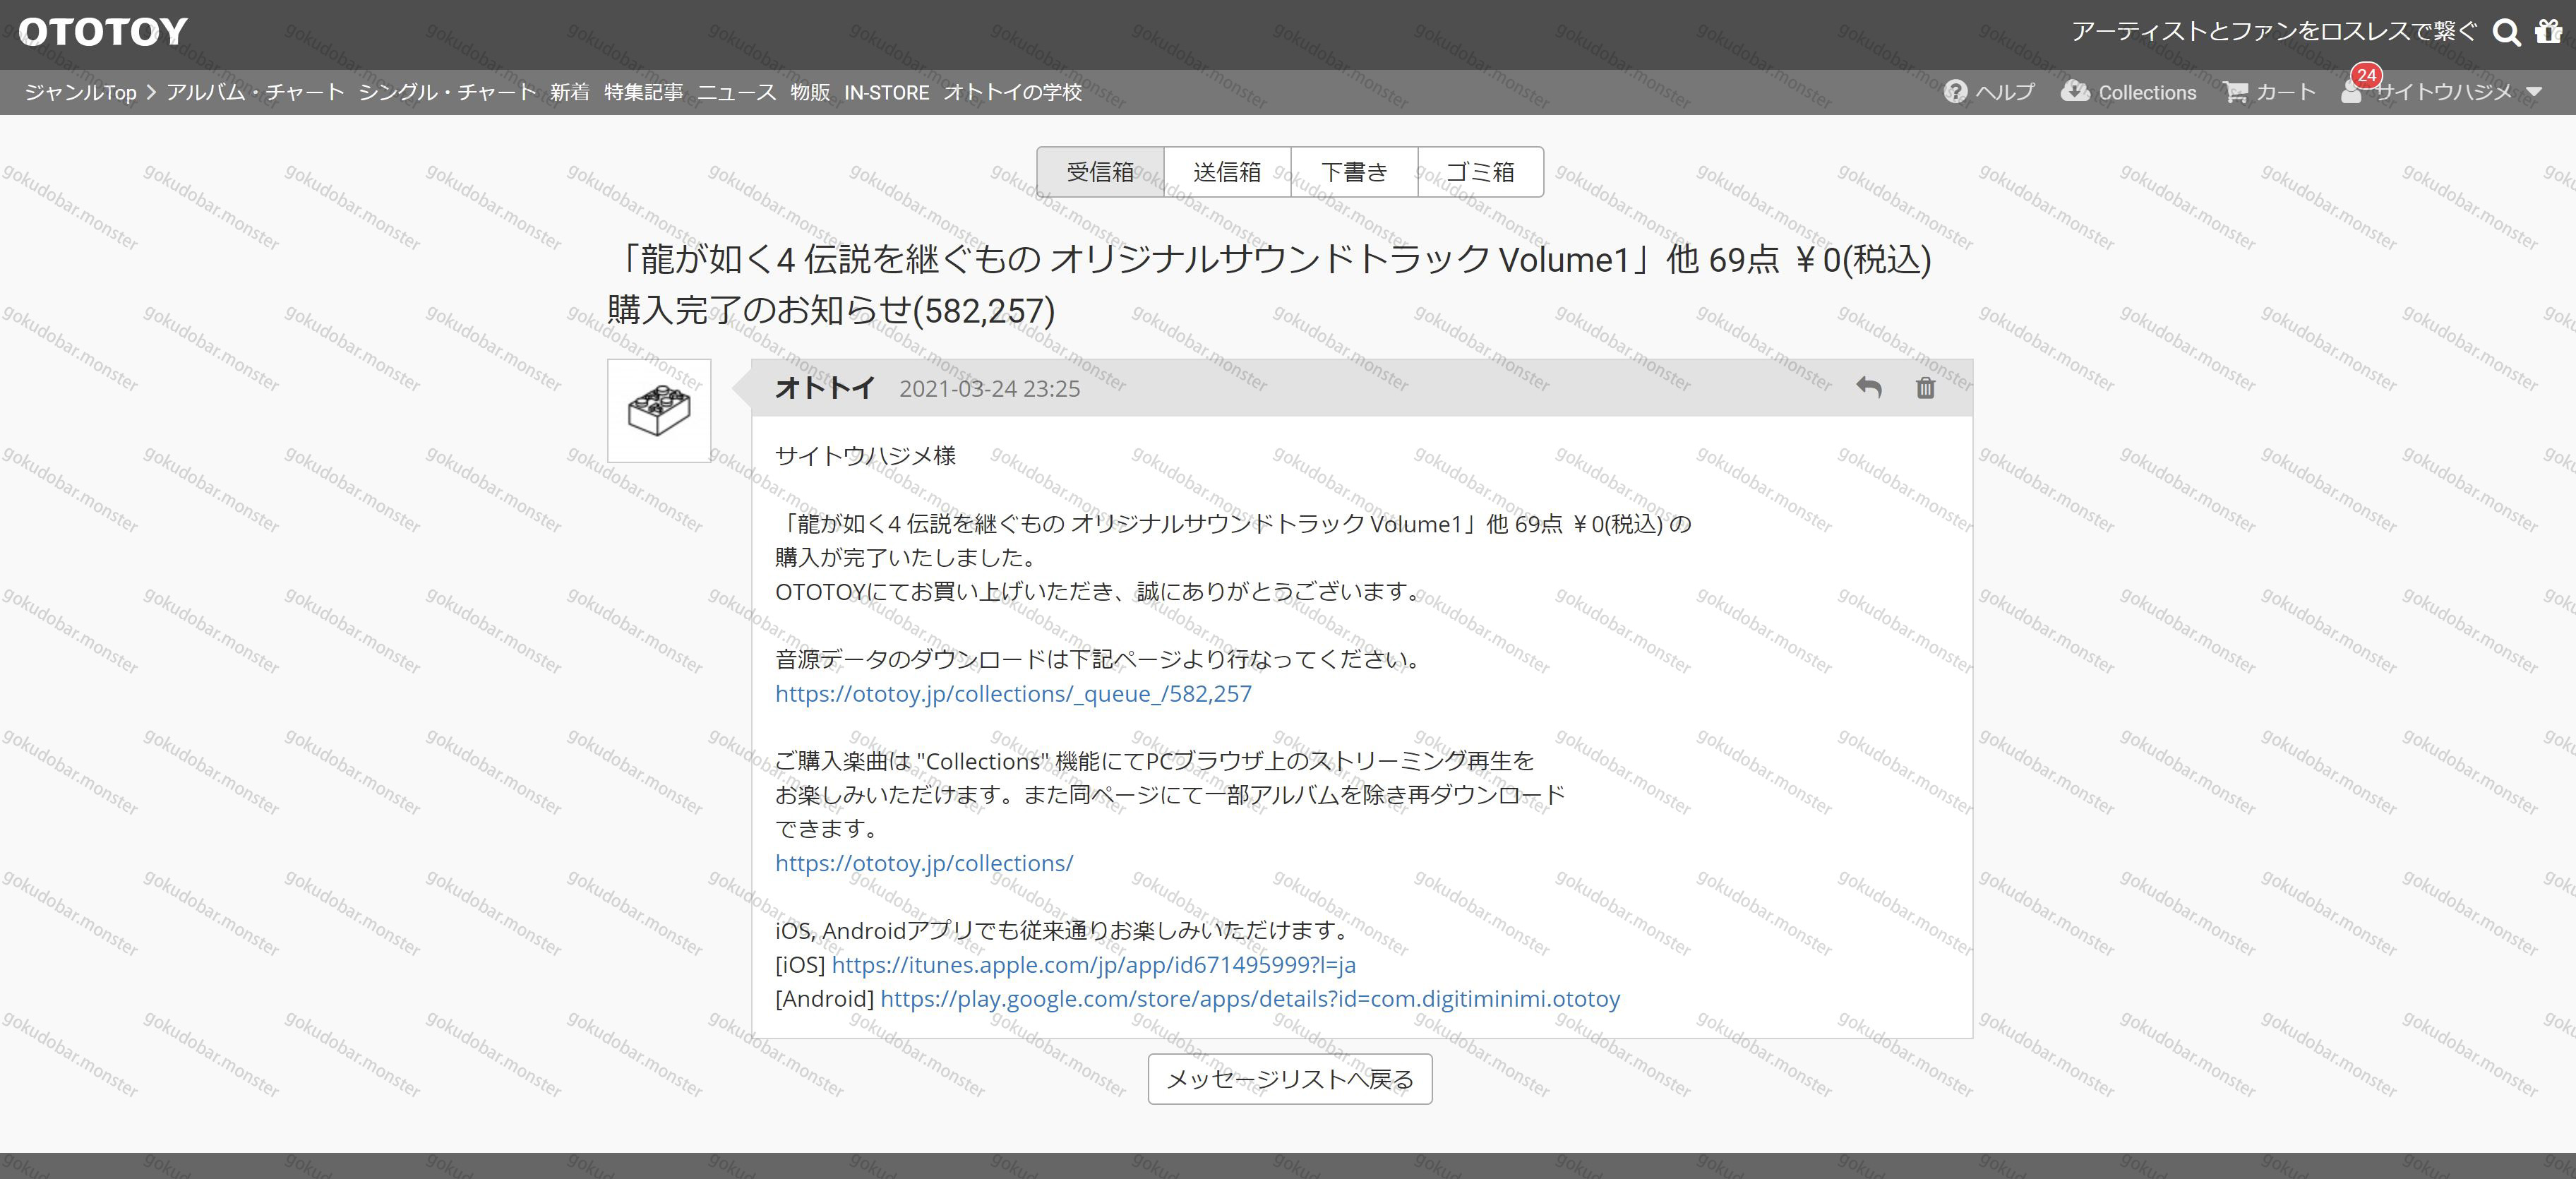 OTOTOY
アーティストとファンをロスレスで繋ぐ
ジャンルTop アルバム・チャート シングル・チャート 新着 特集記事 ニュース 物販 IN-STORE オトトイの学校
ヘルプ Collections カート 24 サイトウハジメ
受信箱 送信箱 下書き ゴミ箱
「龍が如く4 伝説を継ぐもの オリジナルサウンドトラック Volume1」他 69点 ￥0(税込)
購入完了のお知らせ(582,257)
オトトイ 2021-03-24 23:25
サイトウハジメ様
「龍が如く4 伝説を継ぐもの オリジナルサウンドトラック Volume1」他 69点 ￥0(税込) の
購入が完了いたしました。
OTOTOYにてお買い上げいただき、誠にありがとうございます。
音源データのダウンロードは下記ページより行なってください。
https://ototoy.jp/collections/_queue_/582,257
ご購入楽曲は "Collections" 機能にてPCブラウザ上のストリーミング再生を
お楽しみいただけます。また同ページにて一部アルバムを除き再ダウンロード
できます。
https://ototoy.jp/collections/
iOS, Androidアプリでも従来通りお楽しみいただけます。
[iOS] https://itunes.apple.com/jp/app/id671495999?l=ja
[Android] https://play.google.com/store/apps/details?id=com.digitiminimi.ototoy
メッセージリストへ戻る
gokudobar.monster